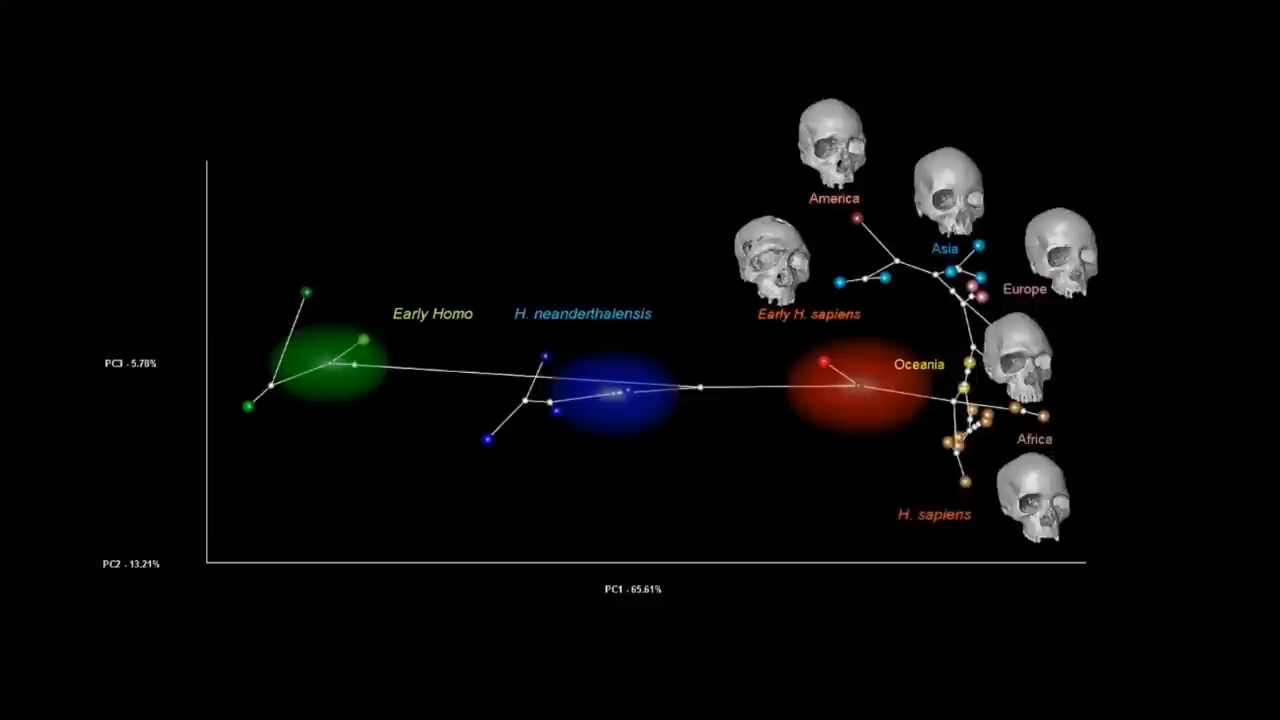 America
Asia
Europe
Early Homo
H. neanderthalensis
Early H. sapiens
PC3 - 5.78%
Oceania
Africa
H. sapiens
PC2 - 13.21%
PC1 - 65.61%